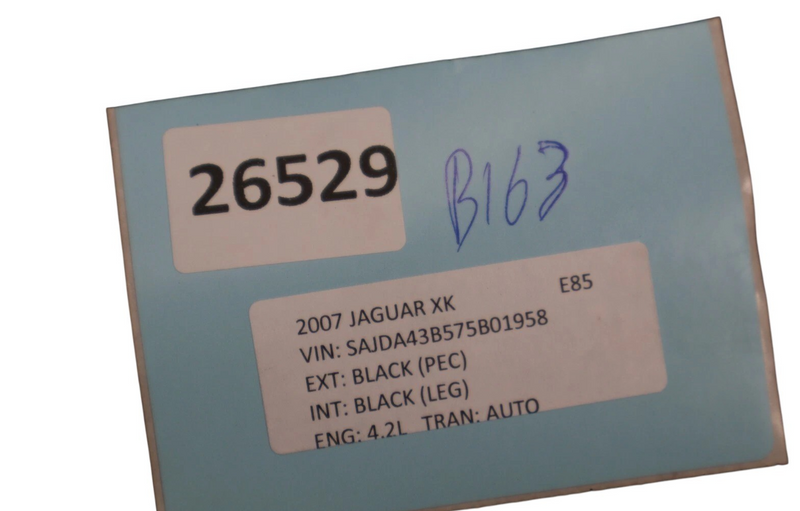 26529
B163
2007 JAGUAR XK E85
VIN: SAJDA43B575B01958
EXT: BLACK (PEC)
INT: BLACK (LEG)
ENG: 4.2L TRAN: AUTO